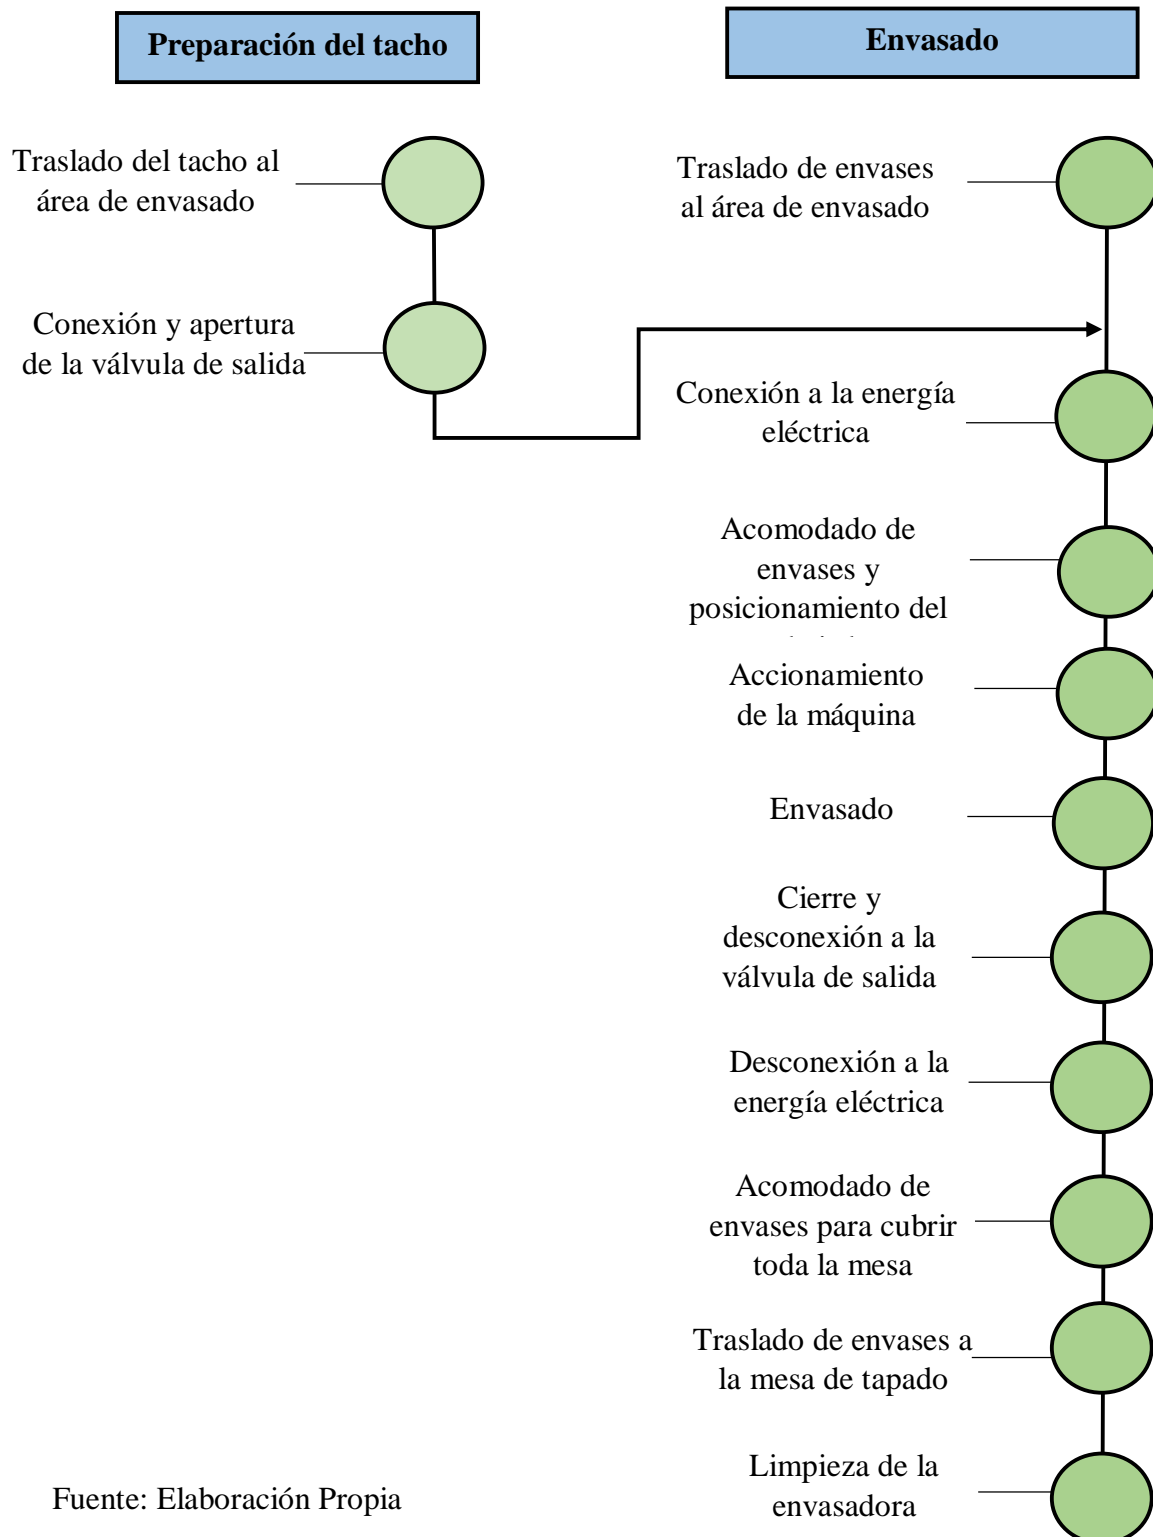 Preparación del tacho
Envasado
Traslado del tacho al
área de envasado
Traslado de envases
al área de envasado
Conexión y apertura
de la válvula de salida
Conexión a la energía
eléctrica
Acomodado de
envases y
posicionamiento del
Accionamiento
de la máquina
Envasado
Cierre y
desconexión a la
válvula de salida
Desconexión a la
energía eléctrica
Acomodado de
envases para cubrir
toda la mesa
Traslado de envases a
la mesa de tapado
Limpieza de la
envasadora
Fuente: Elaboración Propia